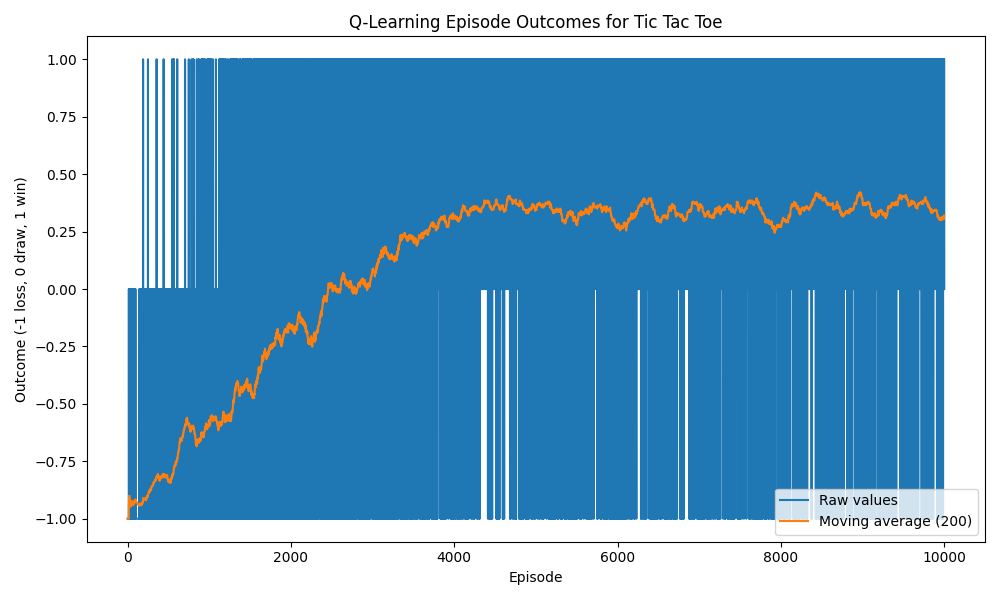 Q-Learning Episode Outcomes for Tic Tac Toe
Outcome (-1 loss, 0 draw, 1 win)
1.00
0.75
0.50
0.25
0.00
−0.25
−0.50
−0.75
−1.00
Raw values
Moving average (200)
0 2000 4000 6000 8000 10000
Episode